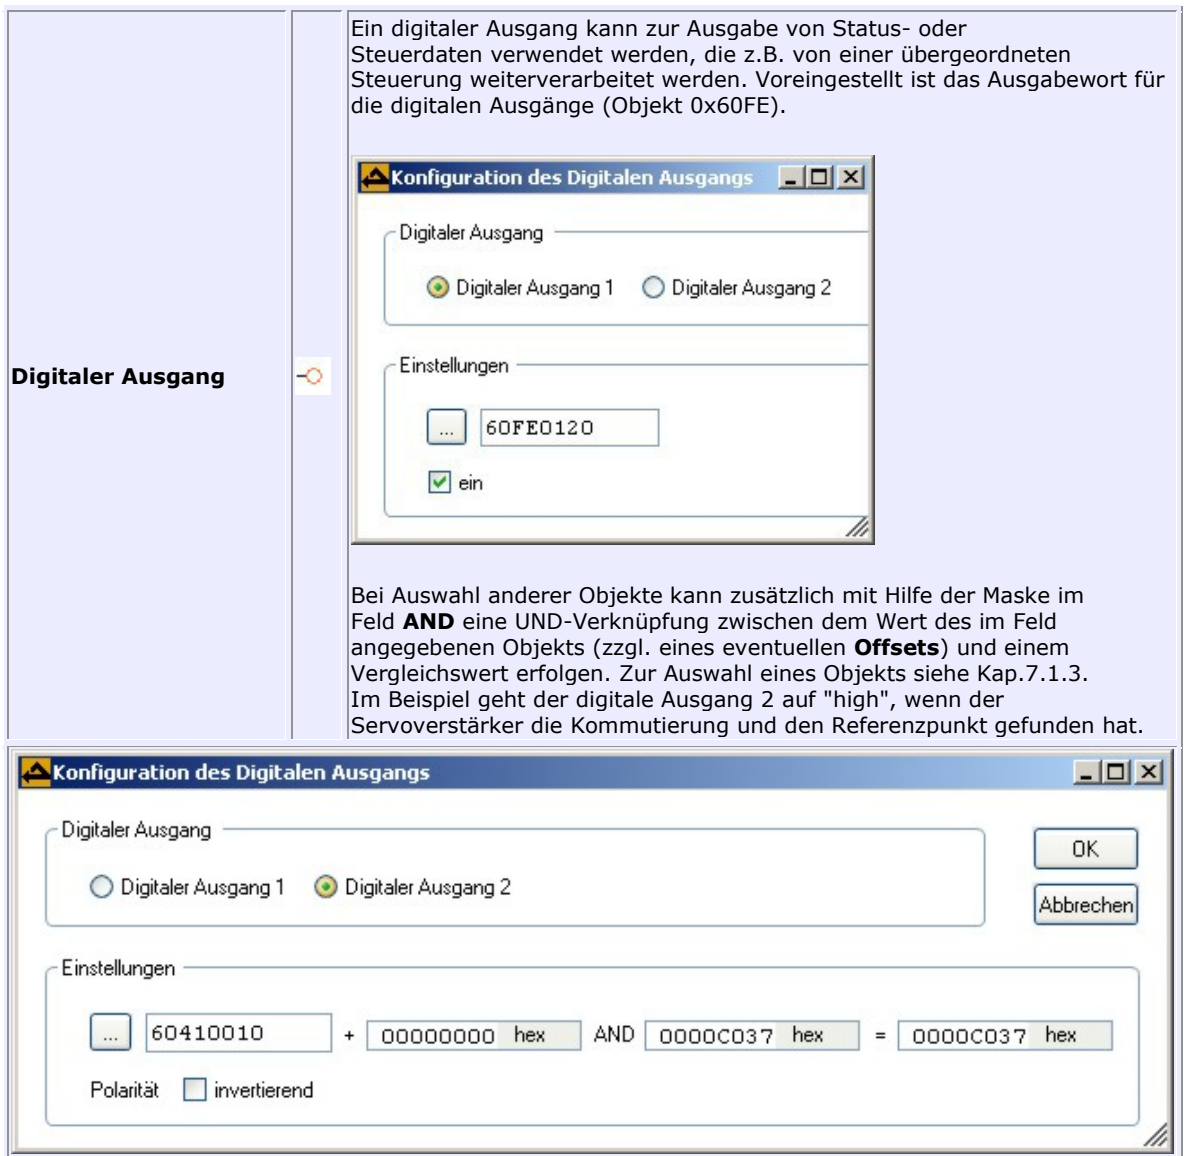 Ein digitaler Ausgang kann zur Ausgabe von Status- oder
Steuerdaten verwendet werden, die z.B. von einer übergeordneten
Steuerung weiterverarbeitet werden. Voreingestellt ist das Ausgabewort für
die digitalen Ausgänge (Objekt 0x60FE).
Konfiguration des Digitalen Ausgangs
Digitaler Ausgang
Digitaler Ausgang 1 Digitaler Ausgang 2
Digitaler Ausgang
Einstellungen
... 60FE0120
ein
Bei Auswahl anderer Objekte kann zusätzlich mit Hilfe der Maske im
Feld AND eine UND-Verknüpfung zwischen dem Wert des im Feld
angegebenen Objekts (zzgl. eines eventuellen Offsets) und einem
Vergleichswert erfolgen. Zur Auswahl eines Objekts siehe Kap.7.1.3.
Im Beispiel geht der digitale Ausgang 2 auf "high", wenn der
Servoverstärker die Kommutierung und den Referenzpunkt gefunden hat.
Konfiguration des Digitalen Ausgangs
Digitaler Ausgang
OK
Digitaler Ausgang 1 Digitaler Ausgang 2
Abbrechen
Einstellungen
... 60410010 + 00000000 hex AND 0000C037 hex = 0000C037 hex
Polarität invertierend